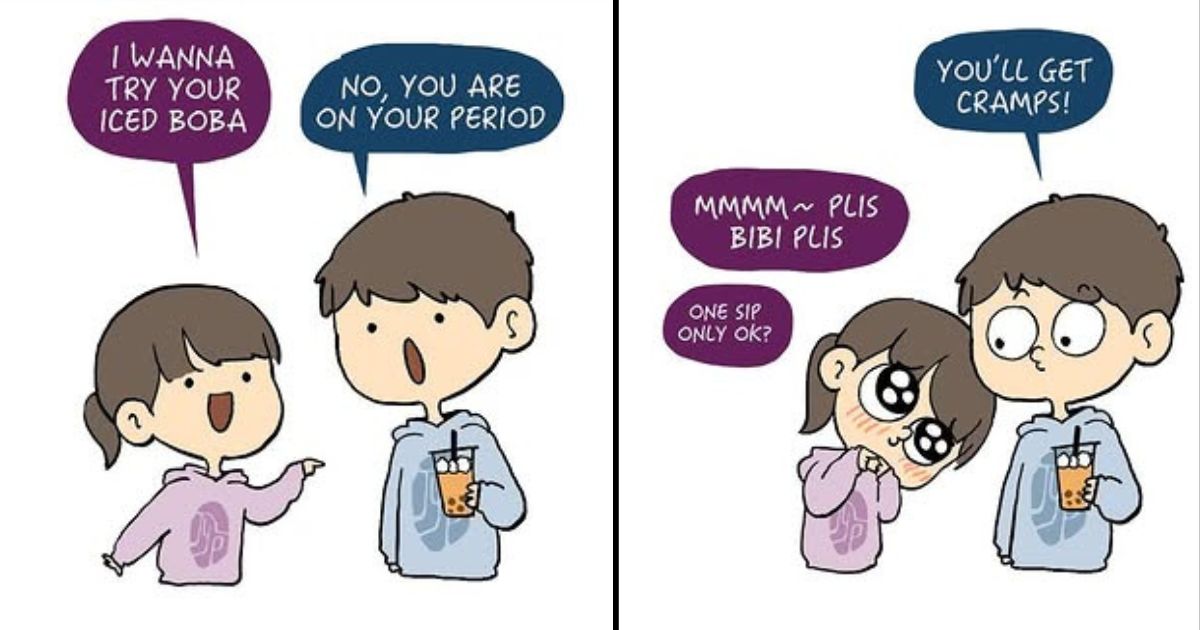 I WANNA
TRY YOUR
ICED BOBA
NO, YOU ARE
ON YOUR PERIOD
YOU'LL GET
CRAMPS!
MMMM~ PLIS
BIBI PLIS
ONE SIP
ONLY OK?